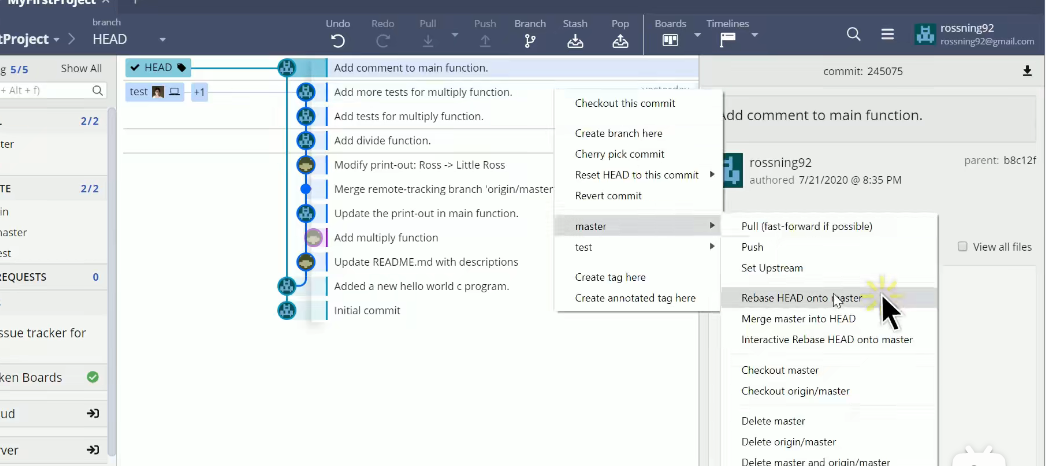 MyFirstProject
branch
tProject
HEAD
Undo
Redo
Pull
Push
Branch
Stash
Pop
Boards
Timelines
rossning92
rossning92@gmail.com
g 5/5
Show All
+ Alt + f)
L
2/2
ter
TE
2/2
in
naster
est
REQUESTS
0
ssue tracker for
ken Boards
ud
rver
HEAD
Add comment to main function.
test
+1
Add more tests for multiply function.
yesterday
Add tests for multiply function.
Add divide function.
Modify print-out: Ross -> Little Ross
Merge remote-tracking branch 'origin/master
Update the print-out in main function.
Add multiply function
Update README.md with descriptions
Added a new hello world c program.
Initial commit
Checkout this commit
Create branch here
Cherry pick commit
Reset HEAD to this commit
Revert commit
master
test
Create tag here
Create annotated tag here
Pull (fast-forward if possible)
Push
Set Upstream
Rebase HEAD onto master
Merge master into HEAD
Interactive Rebase HEAD onto master
Checkout master
Checkout origin/master
Delete master
Delete origin/master
Delete master and origin/master
commit: 245075
Add comment to main function.
rossning92
authored 7/21/2020 @ 8:35 PM
parent: b8c12f
View all files